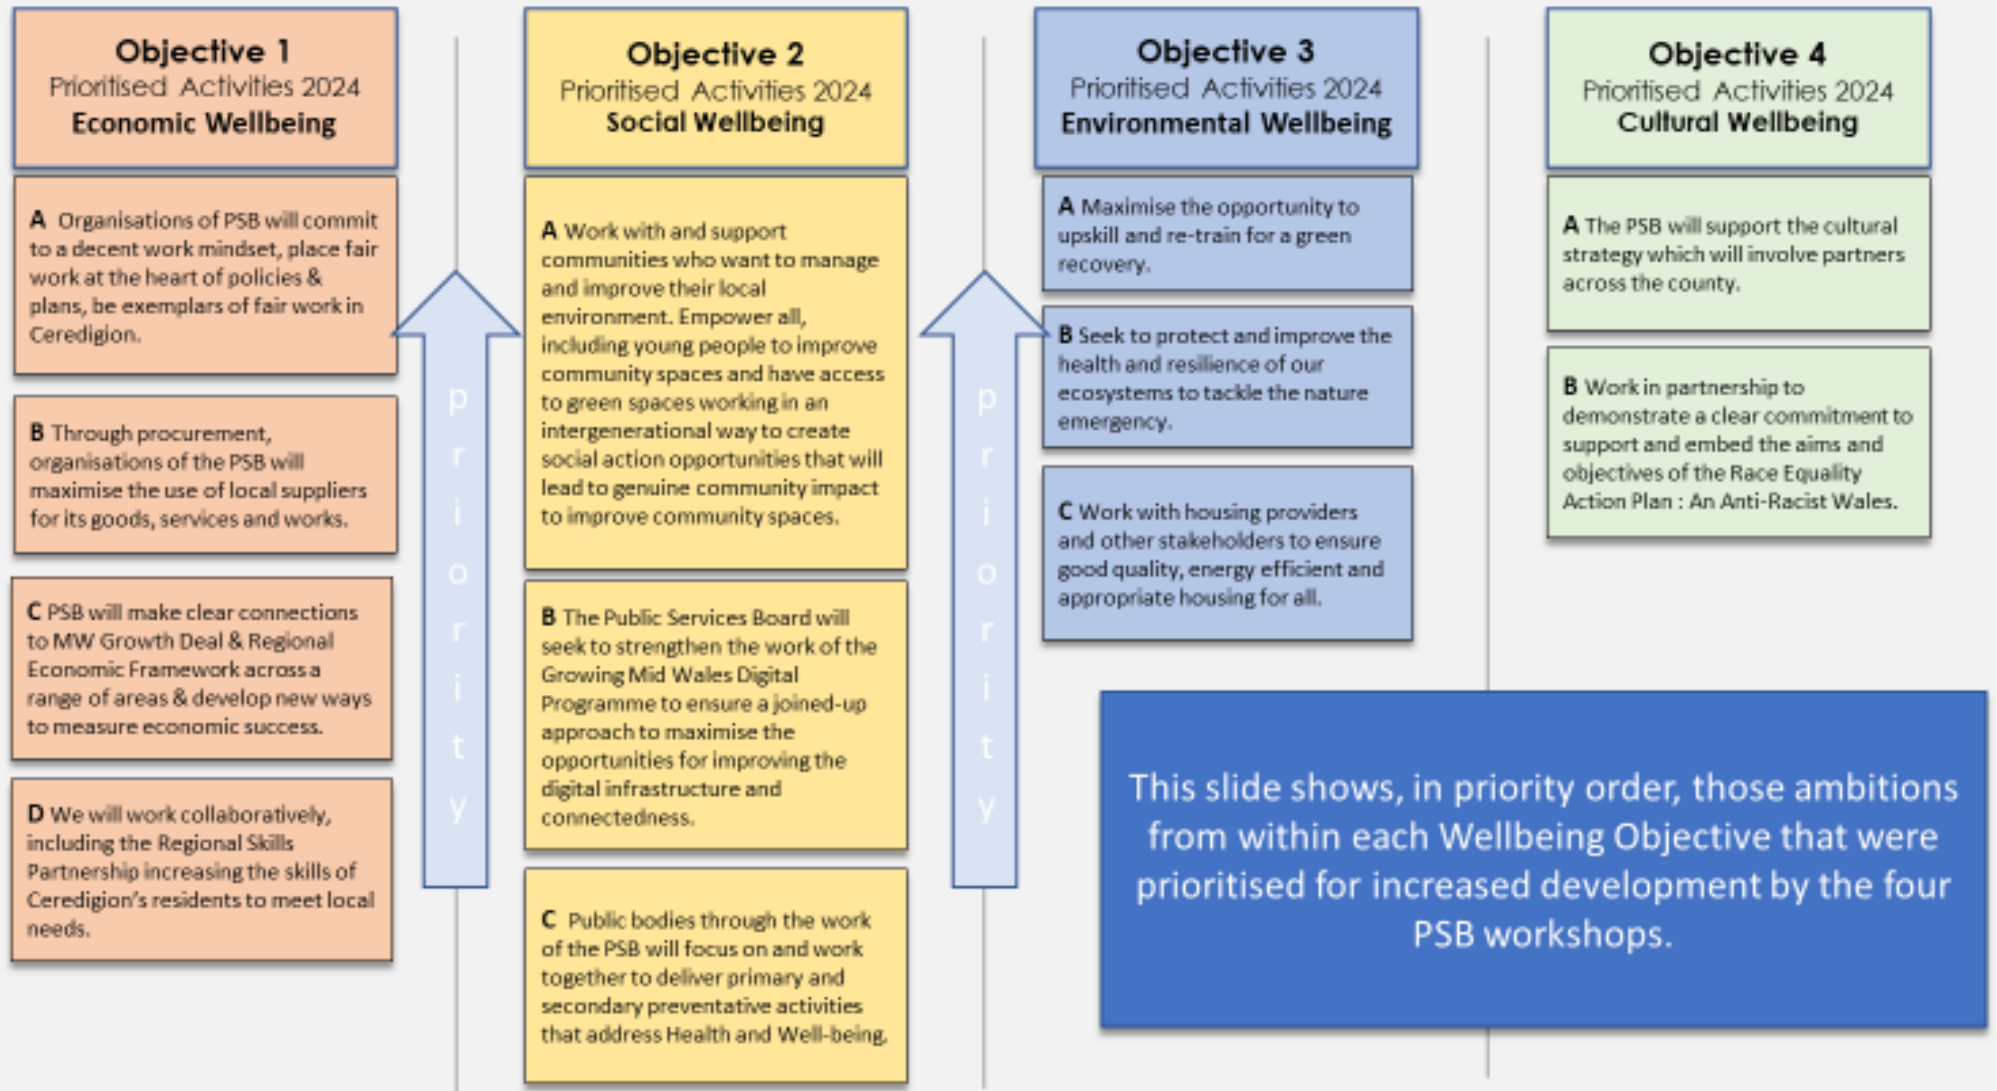 Objective 1
Prioritised Activities 2024
Economic Wellbeing
A Organisations of PSB will commit
to a decent work mindset, place fair
work at the heart of policies &
plans, be exemplars of fair work in
Ceredigion.
B Through procurement,
organisations of the PSB will
maximise the use of local suppliers
for its goods, services and works.
C PSB will make clear connections
to MW Growth Deal & Regional
Economic Framework across a
range of areas & develop new ways
to measure economic success.
D We will work collaboratively,
including the Regional Skills
Partnership increasing the skills of
Ceredigion's residents to meet local
needs.
priority
Objective 2
Prioritised Activities 2024
Social Wellbeing
A Work with and support
communities who want to manage
and improve their local
environment. Empower all,
including young people to improve
community spaces and have access
to green spaces working in an
intergenerational way to create
social action opportunities that will
lead to genuine community impact
to improve community spaces.
B The Public Services Board will
seek to strengthen the work of the
Growing Mid Wales Digital
Programme to ensure a joined-up
approach to maximise the
opportunities for improving the
digital infrastructure and
connectedness.
C Public bodies through the work
of the PSB will focus on and work
together to deliver primary and
secondary preventative activities
that address Health and Well-being.
priority
Objective 3
Prioritised Activities 2024
Environmental Wellbeing
A Maximise the opportunity to
upskill and re-train for a green
recovery.
B Seek to protect and improve the
health and resilience of our
ecosystems to tackle the nature
emergency.
C Work with housing providers
and other stakeholders to ensure
good quality, energy efficient and
appropriate housing for all.
Objective 4
Prioritised Activities 2024
Cultural Wellbeing
A The PSB will support the cultural
strategy which will involve partners
across the county.
B Work in partnership to
demonstrate a clear commitment to
support and embed the aims and
objectives of the Race Equality
Action Plan : An Anti-Racist Wales.
This slide shows, in priority order, those ambitions
from within each Wellbeing Objective that were
prioritised for increased development by the four
PSB workshops.